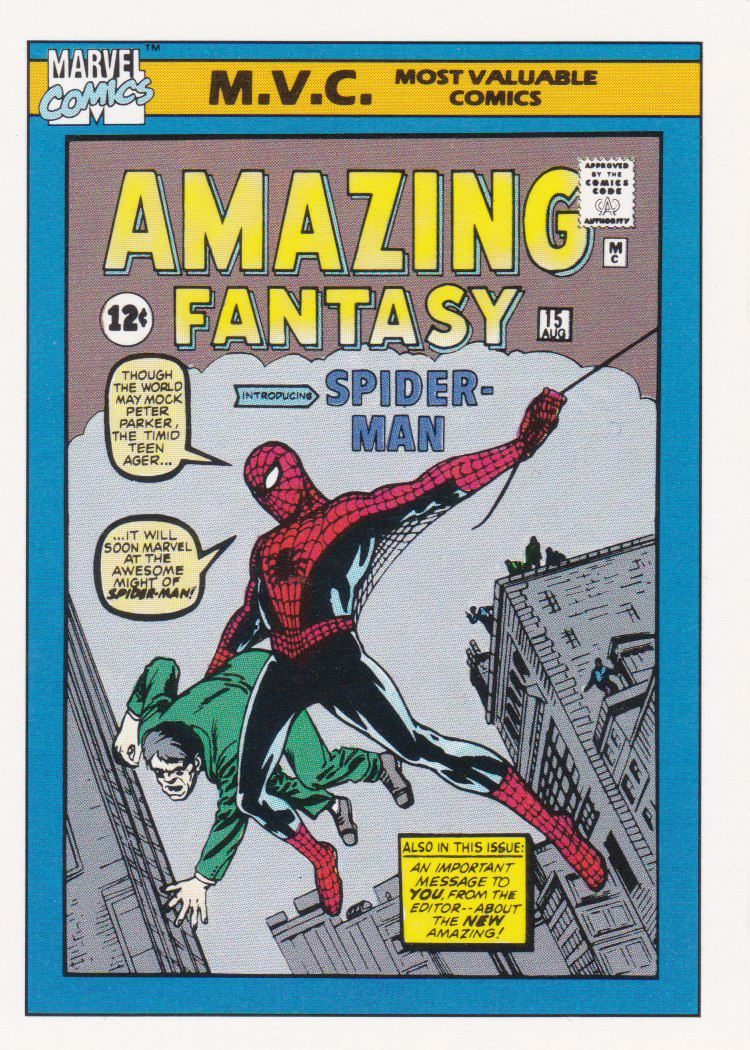 MARVEL
COMICS
M
TM
M.V.C.
MOST VALUABLE
COMICS
AMAZING
FANTASY
APPROVED
BY THE
COMICS
CODE
CA
AUTHORITY
M
C
12¢
15
AUG
INTRODUCING
SPIDER-
MAN
THOUGH
THE WORLD
MAY MOCK
PETER
PARKER,
THE TIMID
TEEN
AGER...
...IT WILL
SOON MARVEL
AT THE
AWESOME
MIGHT OF
SPIDER-MAN!
ALSO IN THIS ISSUE:
AN IMPORTANT
MESSAGE TO
YOU, FROM THE
EDITOR--ABOUT
THE NEW
AMAZING!